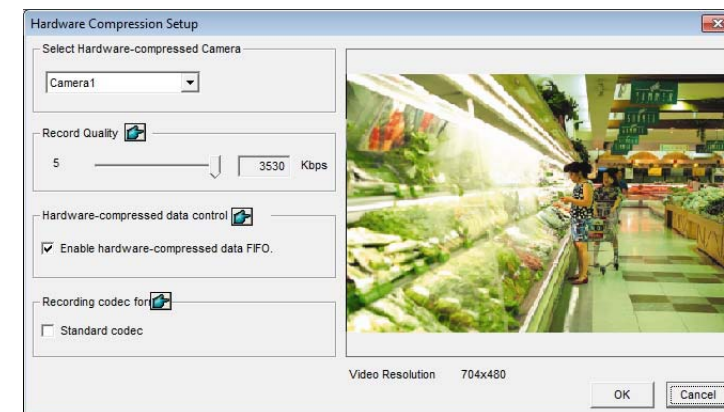 Hardware Compression Setup
Select Hardware-compressed Camera
Camera1
Record Quality
5 3530 Kbps
Hardware-compressed data control
Enable hardware-compressed data FIFO.
Recording codec for
Standard codec
Video Resolution 704x480
OK Cancel